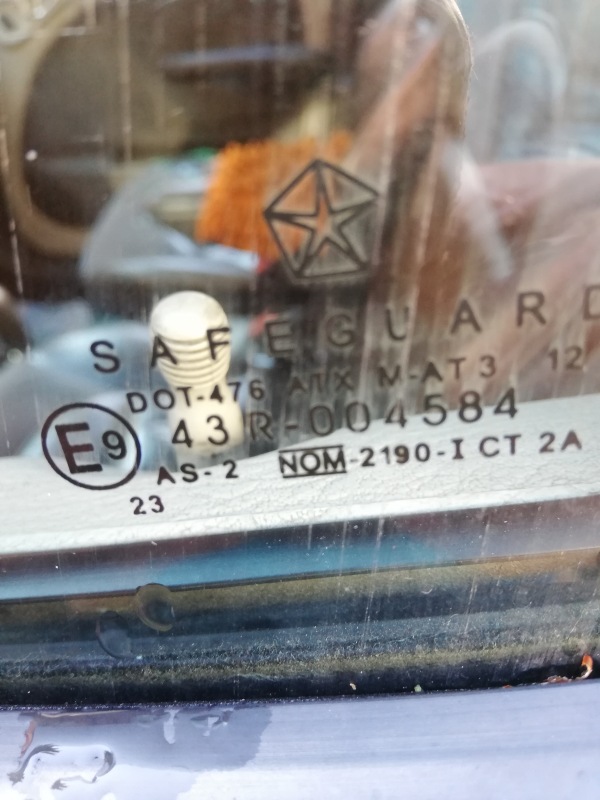 SAFEGUARD
DOT-476 M-AT3 12
E9 43R-004584
AS-2 NOM-2190-I CT 2A
23